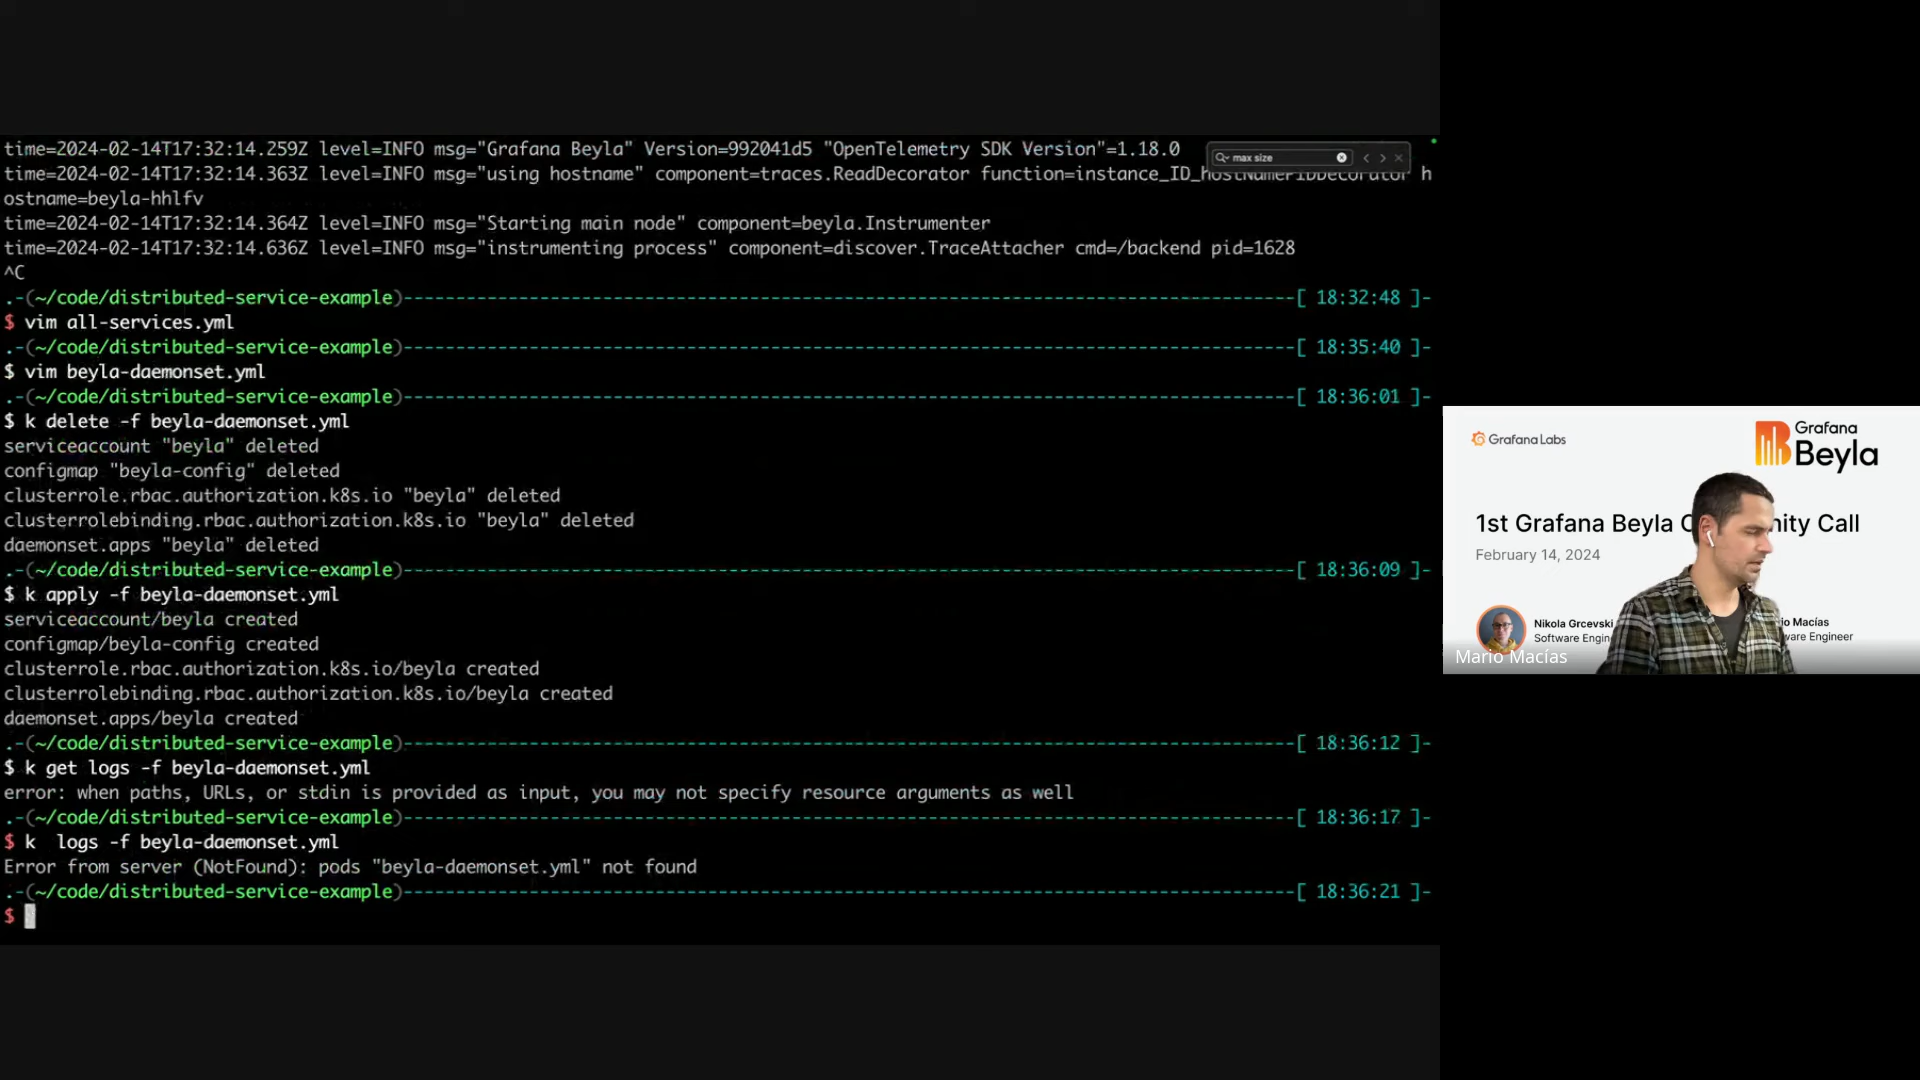 time=2024-02-14T17:32:14.259Z level=INFO msg="Grafana Beyla" Version=992041d5 "OpenTelemetry SDK Version"=1.18.0
max size
time=2024-02-14T17:32:14.363Z level=INFO msg="using hostname" component=traces.ReadDecorator function=instance_ID_hostNamePIDDecorator h
ostname=beyla-hhlfv
time=2024-02-14T17:32:14.364Z level=INFO msg="Starting main node" component=beyla.Instrumenter
time=2024-02-14T17:32:14.636Z level=INFO msg="instrumenting process" component=discover.TraceAttacher cmd=/backend pid=1628
^C
.-(~/code/distributed-service-example)--------------------[ 18:32:48 ]-
$ vim all-services.yml
.-(~/code/distributed-service-example)--------------------[ 18:35:40 ]-
$ vim beyla-daemonset.yml
.-(~/code/distributed-service-example)--------------------[ 18:36:01 ]-
$ k delete -f beyla-daemonset.yml
serviceaccount "beyla" deleted
configmap "beyla-config" deleted
clusterrole.rbac.authorization.k8s.io "beyla" deleted
clusterrolebinding.rbac.authorization.k8s.io "beyla" deleted
daemonset.apps "beyla" deleted
.-(~/code/distributed-service-example)--------------------[ 18:36:09 ]-
$ k apply -f beyla-daemonset.yml
serviceaccount/beyla created
configmap/beyla-config created
clusterrole.rbac.authorization.k8s.io/beyla created
clusterrolebinding.rbac.authorization.k8s.io/beyla created
daemonset.apps/beyla created
.-(~/code/distributed-service-example)--------------------[ 18:36:12 ]-
$ k get logs -f beyla-daemonset.yml
error: when paths, URLs, or stdin is provided as input, you may not specify resource arguments as well
.-(~/code/distributed-service-example)--------------------[ 18:36:17 ]-
$ k  logs -f beyla-daemonset.yml
Error from server (NotFound): pods "beyla-daemonset.yml" not found
.-(~/code/distributed-service-example)--------------------[ 18:36:21 ]-
$
Grafana Labs
Grafana
Beyla
1st Grafana Beyla C nity Call
February 14, 2024
Nikola Grcevski
Software Engin
io Macías
ware Engineer
Mario Macías